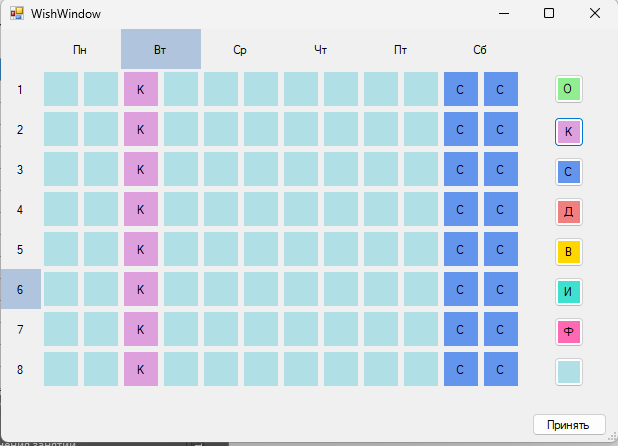 WishWindow
Пн Вт Ср Чт Пт Сб
1 К С С О
2 К С С К
3 К С С С
4 К С С Д
5 К С С В
6 К С С И
7 К С С Ф
8 К С С
Принять